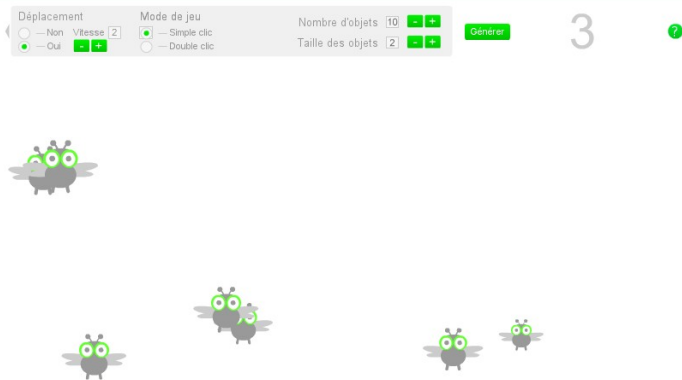 Déplacement
Non Vitesse 2
Oui - +
Mode de jeu
Simple clic
Double clic
Nombre d'objets 10 - +
Taille des objets 2 - +
Générer
3
?